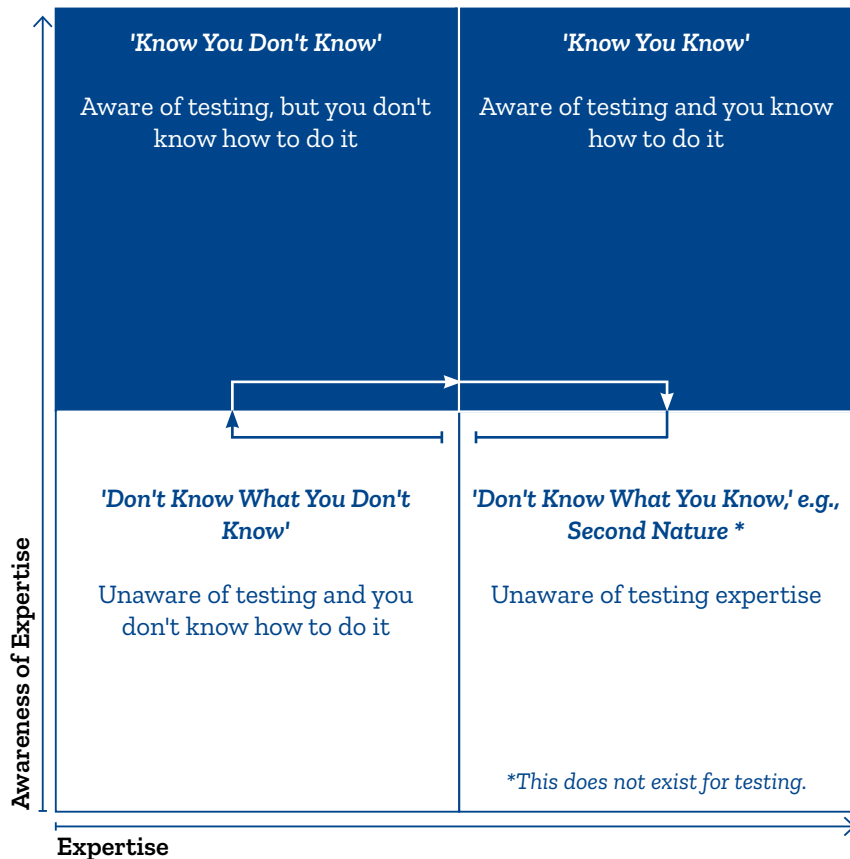 'Know You Don't Know'
Aware of testing, but you don't
know how to do it
'Know You Know'
Aware of testing and you know
how to do it
'Don't Know What You Don't
Know'
Unaware of testing and you
don't know how to do it
'Don't Know What You Know,' e.g.,
Second Nature *
Unaware of testing expertise
*This does not exist for testing.
Awareness of Expertise
Expertise